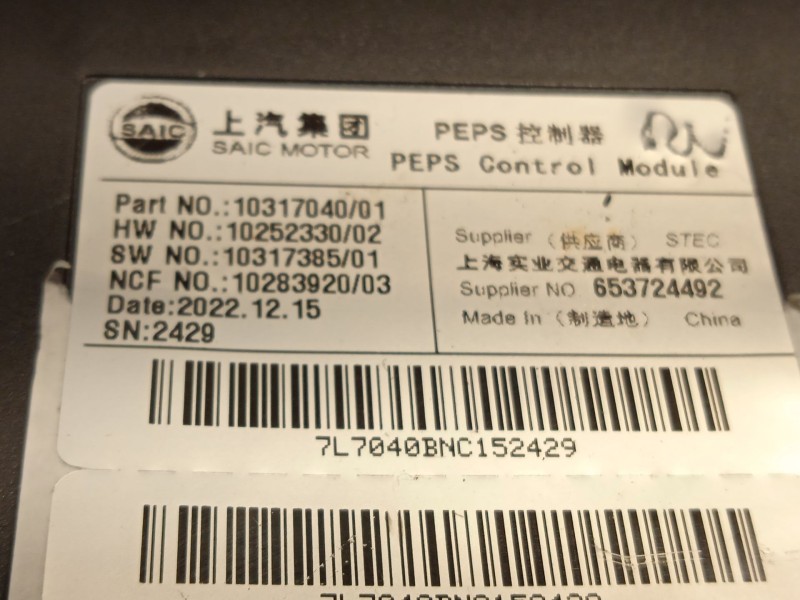 SAIC
上汽集团
SAIC MOTOR
PEPS 控制器
PEPS Control Module
Part NO.:10317040/01
HW NO.:10252330/02
SW NO.:10317385/01
NCF NO.:10283920/03
Date:2022.12.15
SN:2429
Supplier（供应商） STEC
上海实业交通电器有限公司
Supplier NO 653724492
Made In（制造地） China
7L7040BNC152429
7L7040BNC152429